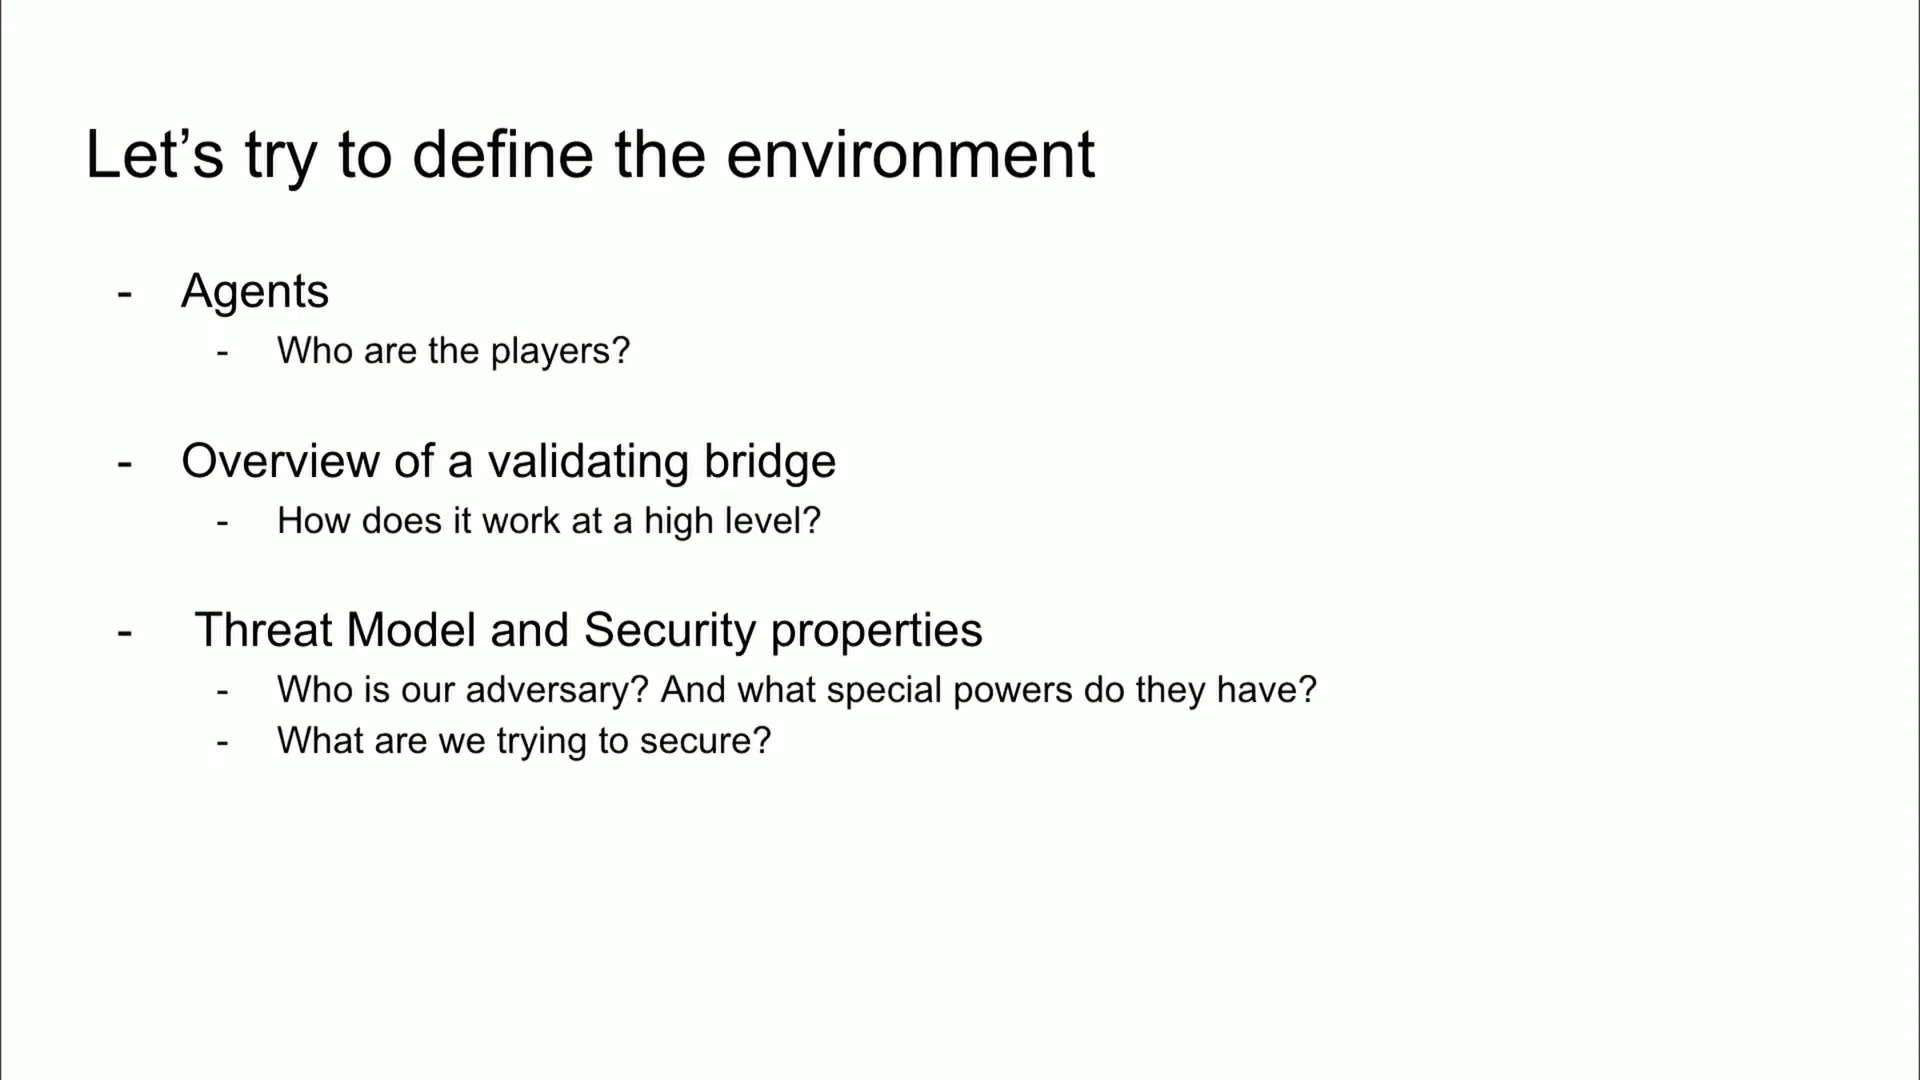 Let’s try to define the environment
- Agents
- Who are the players?
- Overview of a validating bridge
- How does it work at a high level?
- Threat Model and Security properties
- Who is our adversary? And what special powers do they have?
- What are we trying to secure?